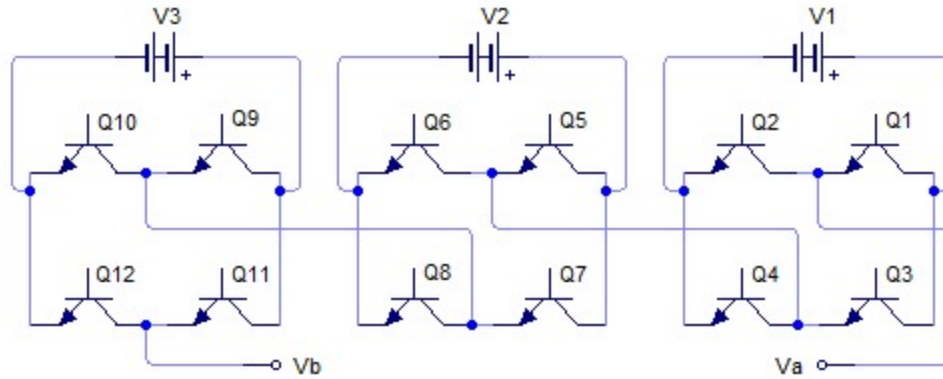 V3 V2 V1
+ + +
Q10 Q9 Q6 Q5 Q2 Q1
Q12 Q11 Q8 Q7 Q4 Q3
Vb Va